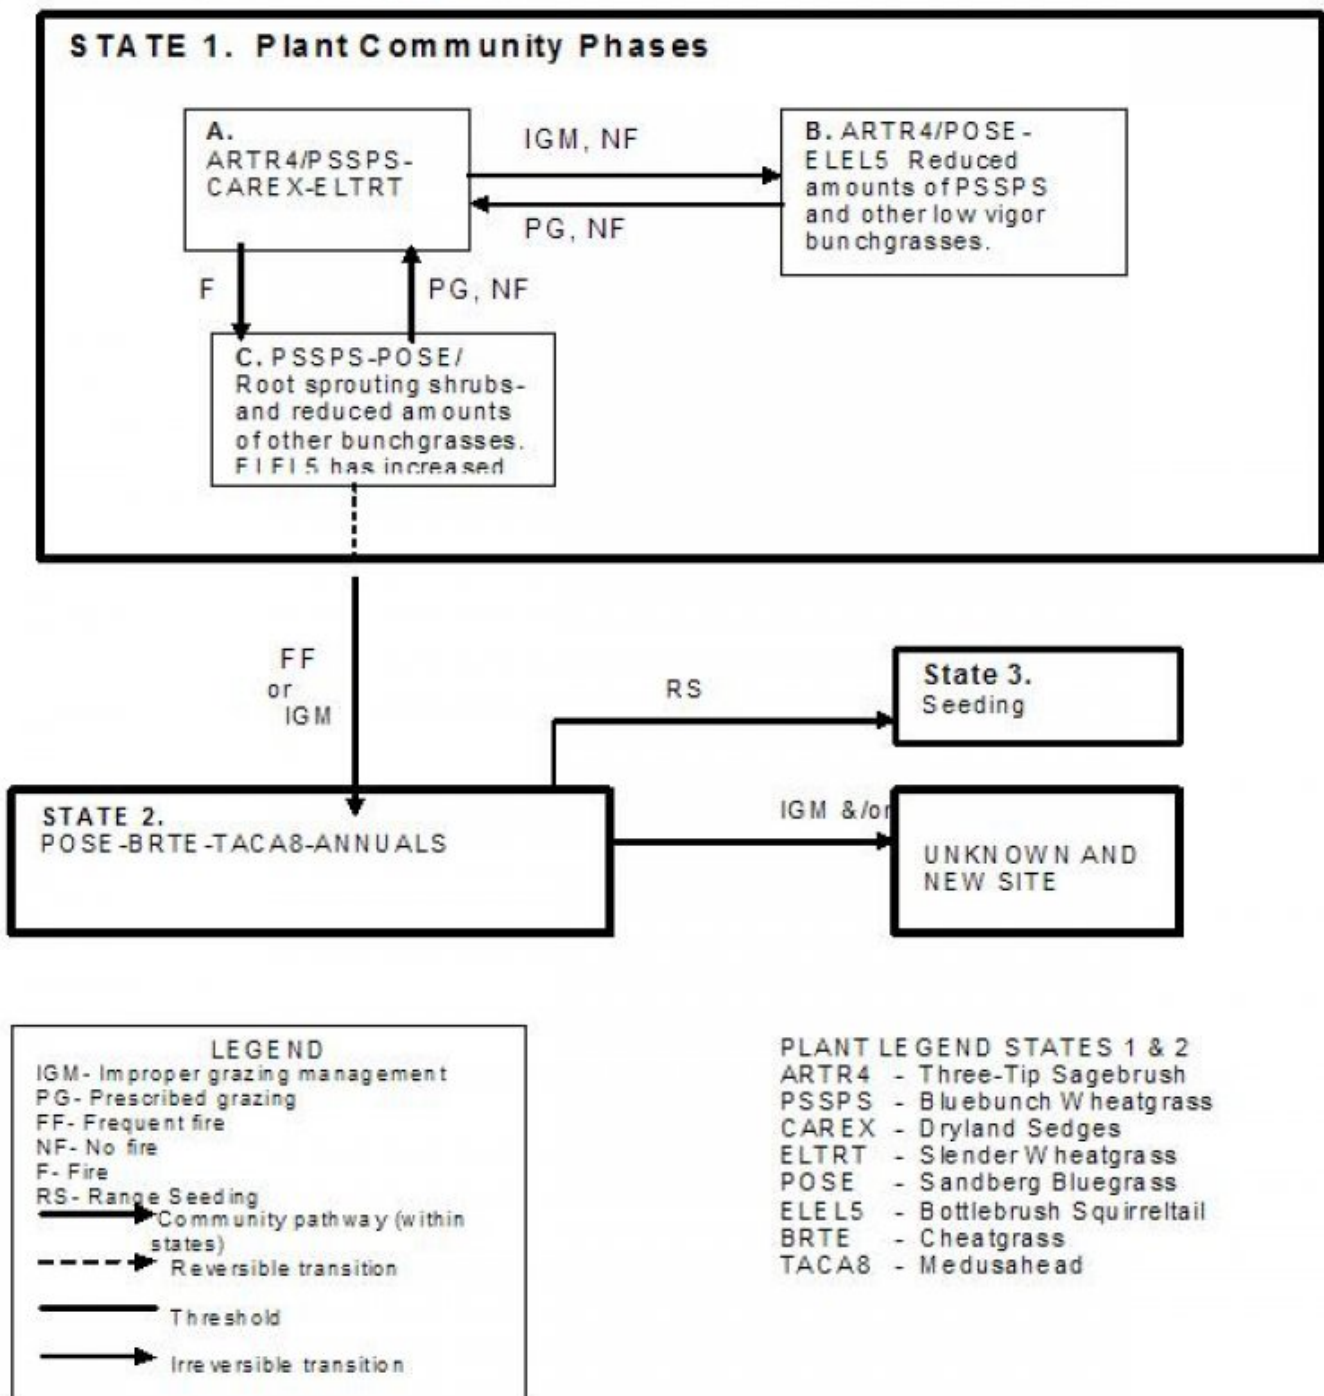 STATE 1. Plant Community Phases
A.
ARTR4/PSSPS-
CAREX-ELTRT
IGM, NF
PG, NF
B. ARTR4/POSE-
ELEL5 Reduced
amounts of PSSPS
and other low vigor
bunchgrasses.
F
PG, NF
C. PSSPS-POSE/
Root sprouting shrubs-
and reduced amounts
of other bunchgrasses.
ELEL5 has increased
FF
or
IGM
RS
State 3.
Seeding
STATE 2.
POSE-BRTE-TACA8-ANNUALS
IGM &/or
UNKNOWN AND
NEW SITE
LEGEND
IGM- Improper grazing management
PG- Prescribed grazing
FF- Frequent fire
NF- No fire
F- Fire
RS- Range Seeding
Community pathway (within
states)
Reversible transition
Threshold
Irreversible transition
PLANT LEGEND STATES 1 & 2
ARTR4 - Three-Tip Sagebrush
PSSPS - Bluebunch Wheatgrass
CAREX - Dryland Sedges
ELTRT - Slender Wheatgrass
POSE - Sandberg Bluegrass
ELEL5 - Bottlebrush Squirreltail
BRTE - Cheatgrass
TACA8 - Medusahead